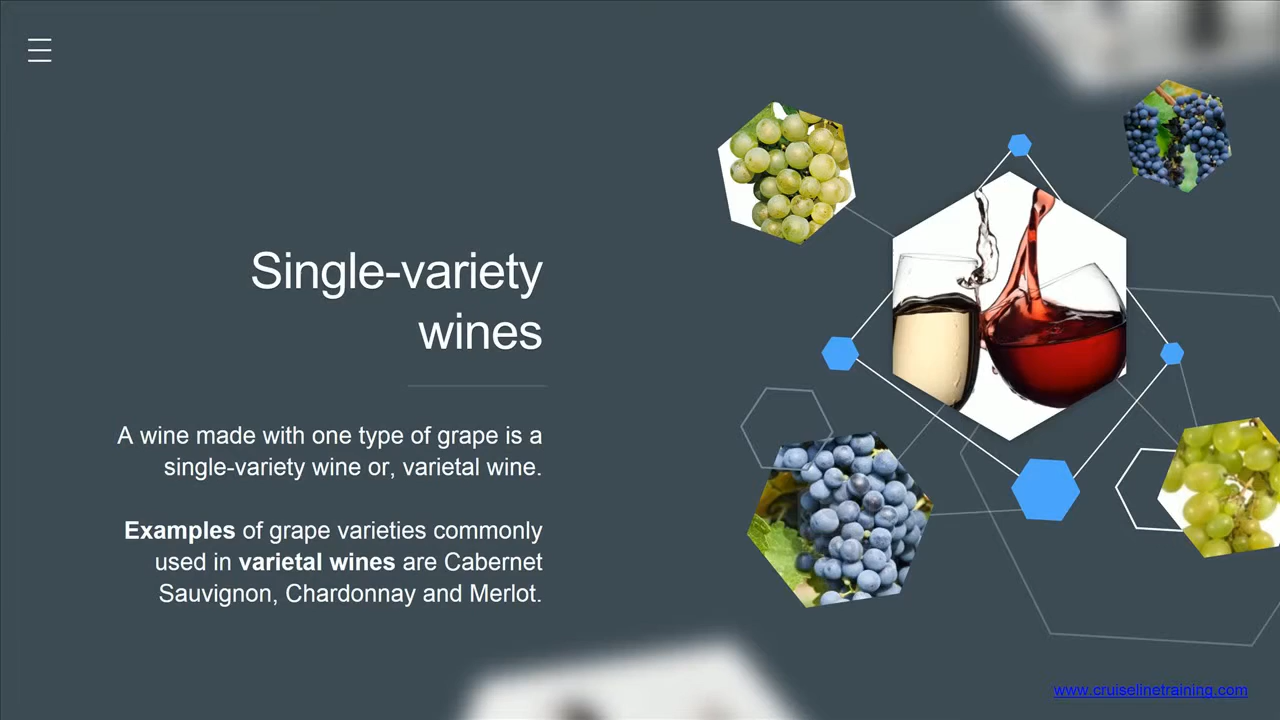 Single-variety
wines
A wine made with one type of grape is a
single-variety wine or, varietal wine.
Examples of grape varieties commonly
used in varietal wines are Cabernet
Sauvignon, Chardonnay and Merlot.
www.cruiselinetraining.com